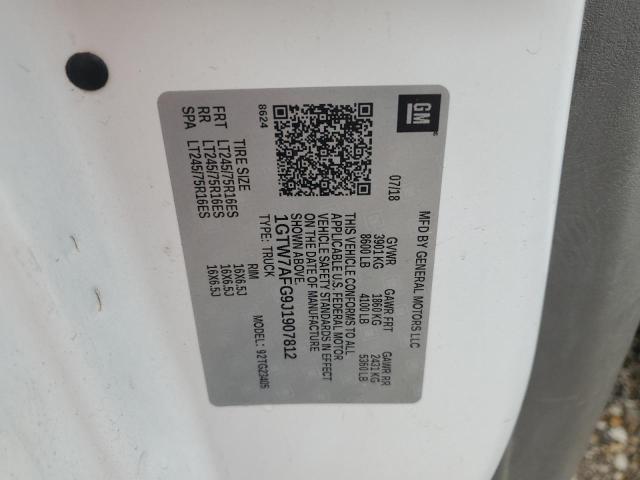 GM
MFD BY GENERAL MOTORS LLC
07/18
GVWR GAWR FRT GAWR RR
3901 KG 1860 KG 2431 KG
8600 LB 4100 LB 5360 LB
THIS VEHICLE CONFORMS TO ALL
APPLICABLE U.S. FEDERAL MOTOR
VEHICLE SAFETY STANDARDS IN EFFECT
ON THE DATE OF MANUFACTURE
SHOWN ABOVE.
1GTW7AFG9J1907812
TYPE: TRUCK
8624
MODEL: 92TG23405
TIRE SIZE RIM
FRT LT245/75R16ES 16X6.5J
RR LT245/75R16ES 16X6.5J
SPA LT245/75R16ES 16X6.5J